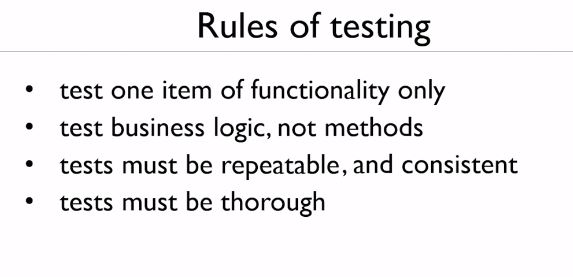 Rules of testing
• test one item of functionality only
• test business logic, not methods
• tests must be repeatable, and consistent
• tests must be thorough